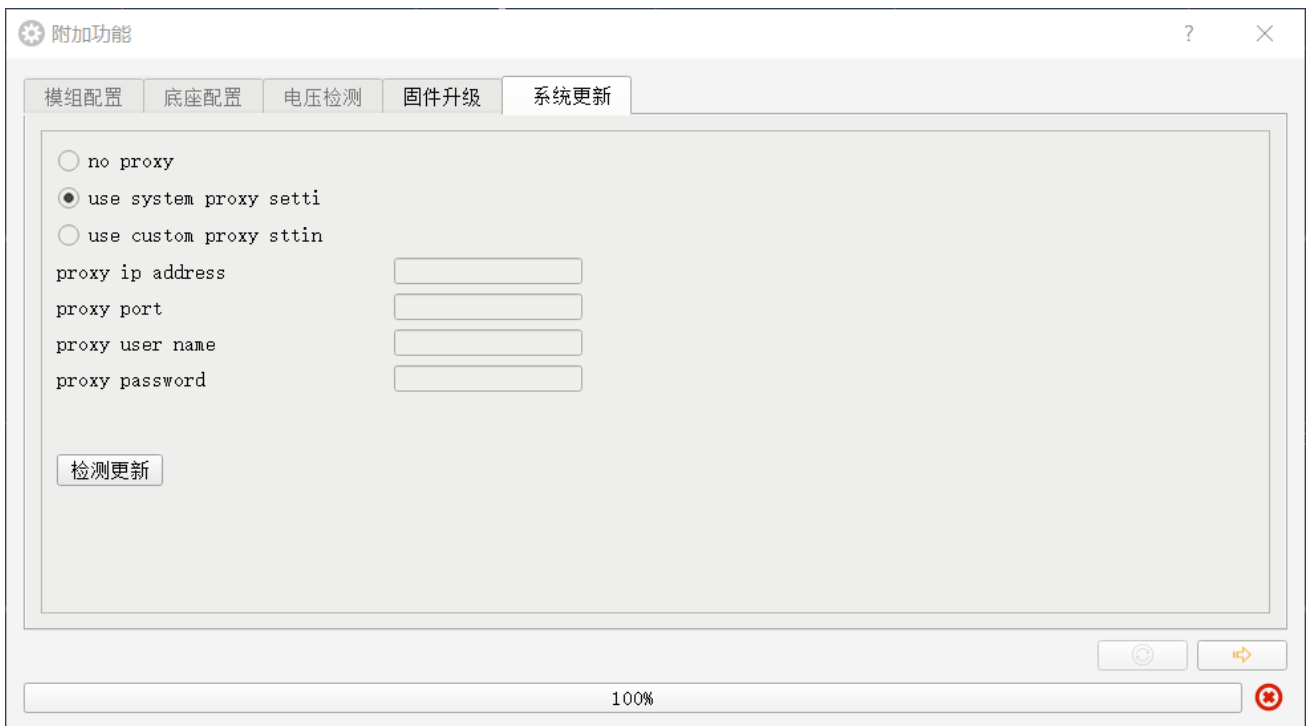 附加功能
模组配置 底座配置 电压检测 固件升级 系统更新
no proxy
use system proxy setti
use custom proxy sttin
proxy ip address
proxy port
proxy user name
proxy password
检测更新
100%